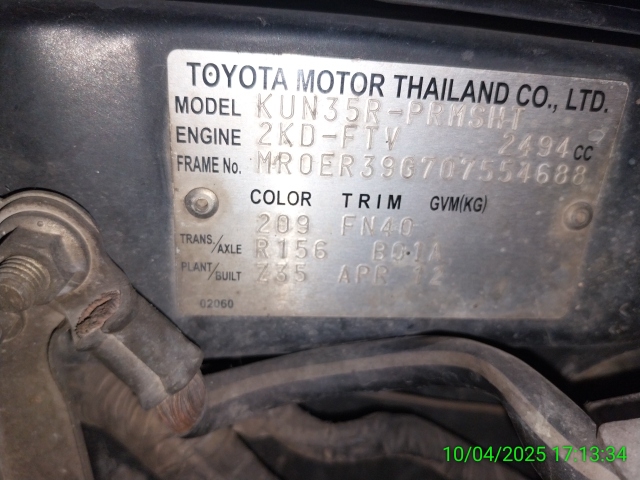 TOYOTA MOTOR THAILAND CO., LTD.
MODEL KUN35R-PRMSHT
ENGINE 2KD-FTV 2494 CC
FRAME No. MR0ER39G707554688
COLOR TRIM GVM(KG)
209 FN40
TRANS./AXLE R156 B01A
PLANT/BUILT Z35 APR 12
02060
10/04/2025 17:13:34